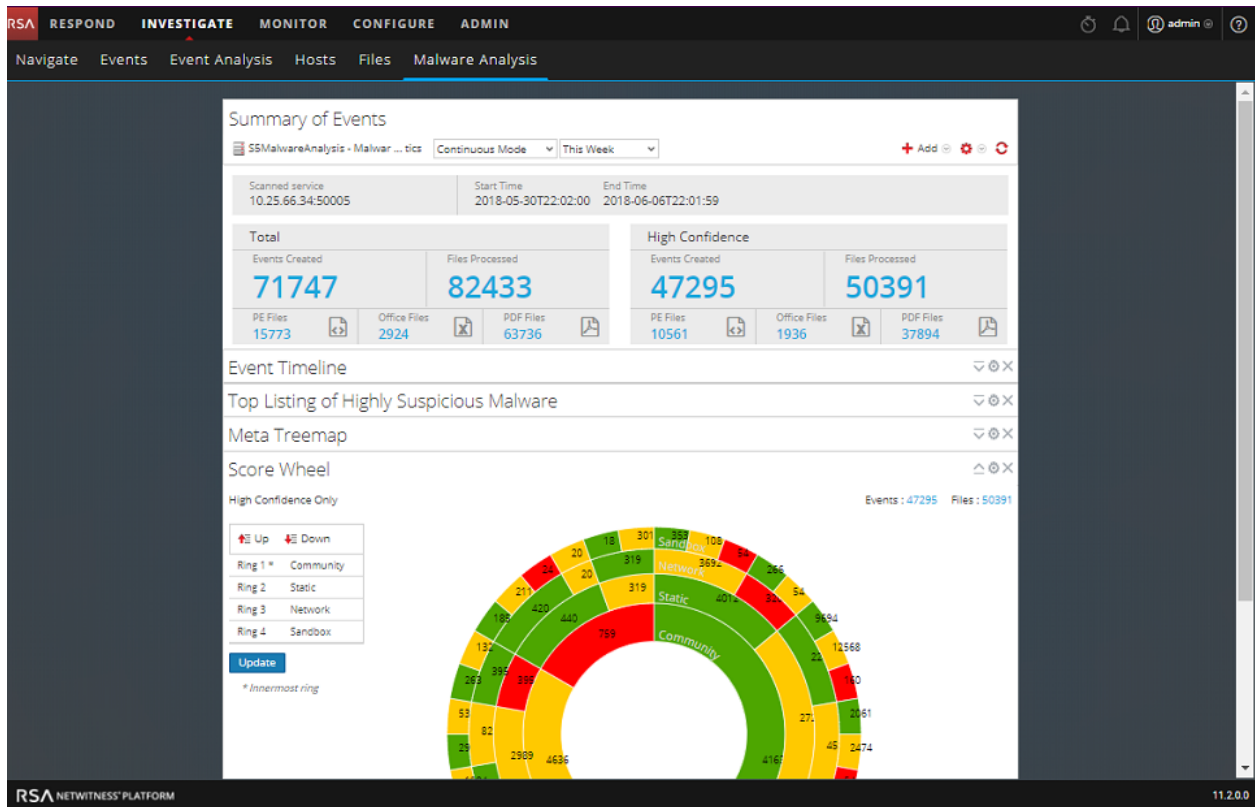 RSA RESPOND INVESTIGATE MONITOR CONFIGURE ADMIN admin
Navigate Events Event Analysis Hosts Files Malware Analysis
Summary of Events
S5MalwareAnalysis - Malwar ... tics Continuous Mode This Week Add
Scanned service Start Time End Time
10.25.66.34:50005 2018-05-30T22:02:00 2018-06-06T22:01:59
Total High Confidence
Events Created Files Processed Events Created Files Processed
71747 82433 47295 50391
PE Files Office Files PDF Files PE Files Office Files PDF Files
15773 2924 63736 10561 1936 37894
Event Timeline
Top Listing of Highly Suspicious Malware
Meta Treemap
Score Wheel
High Confidence Only Events : 47295 Files : 50391
Up Down
Ring 1 * Community
Ring 2 Static
Ring 3 Network
Ring 4 Sandbox
Update
* Innermost ring
18 301 353 Sandbox 108
20 319 Network 3692
211 20 319 Static 4012 266 54
185 420 440 759 Community 9694
132 12568
263 395 395 160
53 2061
82 45 2474
29 2989 4636
RSA NETWITNESS® PLATFORM 11.2.0.0